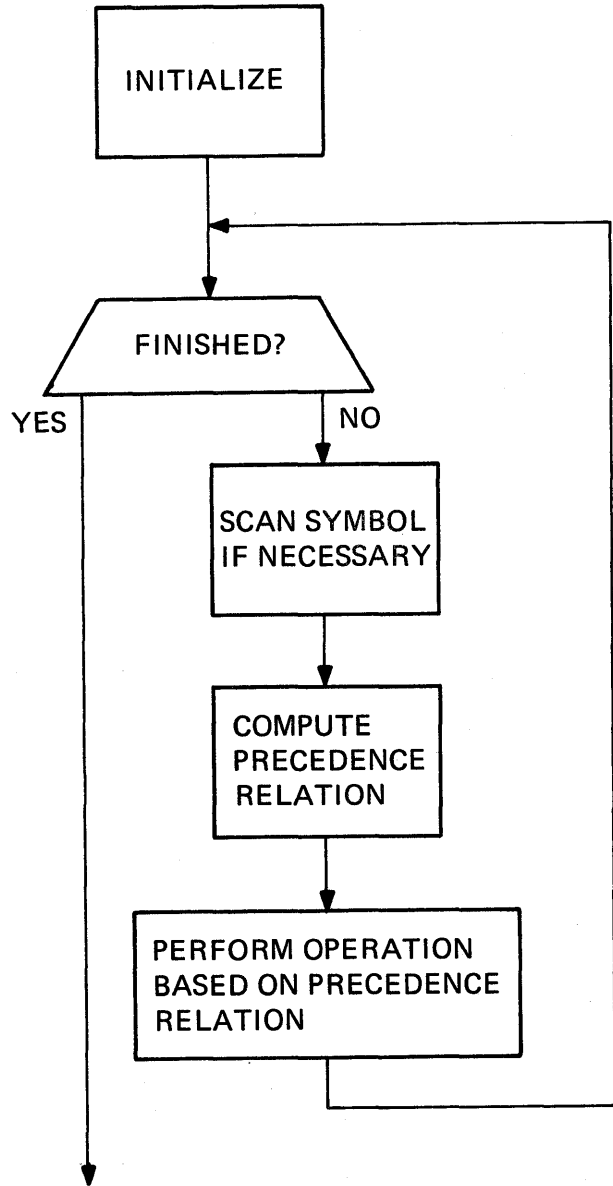 INITIALIZE
FINISHED?
YES
NO
SCAN SYMBOL
IF NECESSARY
COMPUTE
PRECEDENCE
RELATION
PERFORM OPERATION
BASED ON PRECEDENCE
RELATION